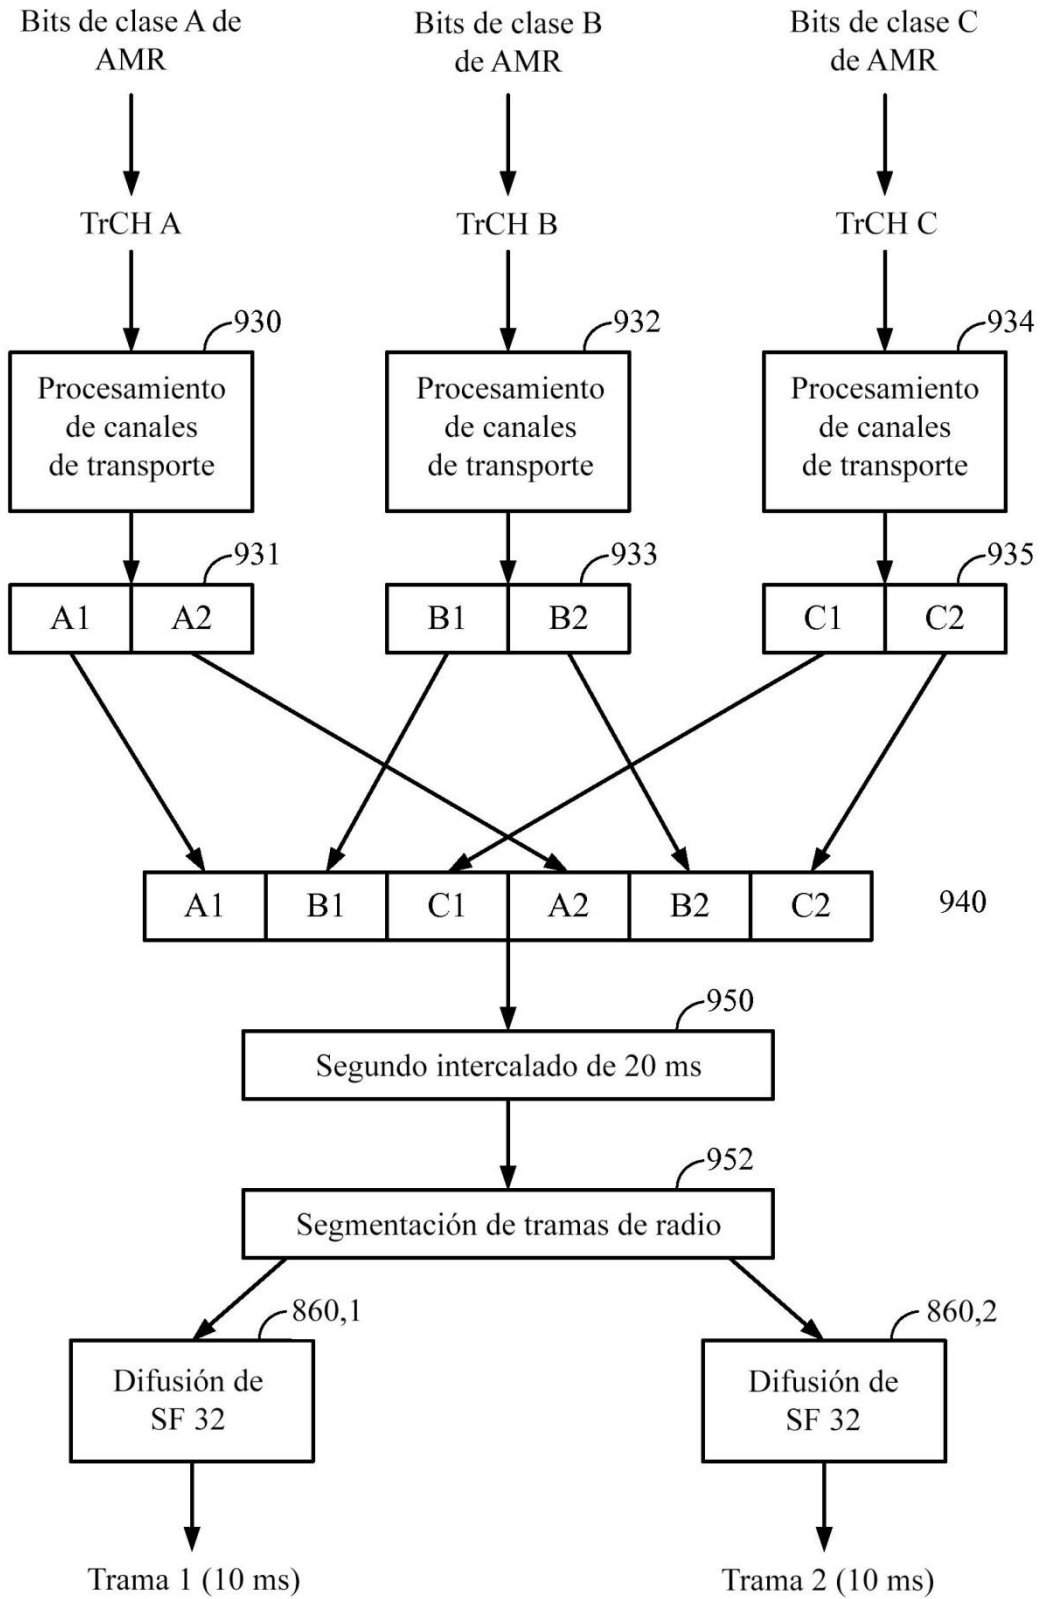 Bits de clase A de
AMR
Bits de clase B
de AMR
Bits de clase C
de AMR
TrCH A
TrCH B
TrCH C
930
932
934
Procesamiento
de canales
de transporte
Procesamiento
de canales
de transporte
Procesamiento
de canales
de transporte
931
933
935
A1 A2
B1 B2
C1 C2
A1 B1 C1 A2 B2 C2
940
950
Segundo intercalado de 20 ms
952
Segmentación de tramas de radio
860,1
860,2
Difusión de
SF 32
Difusión de
SF 32
Trama 1 (10 ms)
Trama 2 (10 ms)